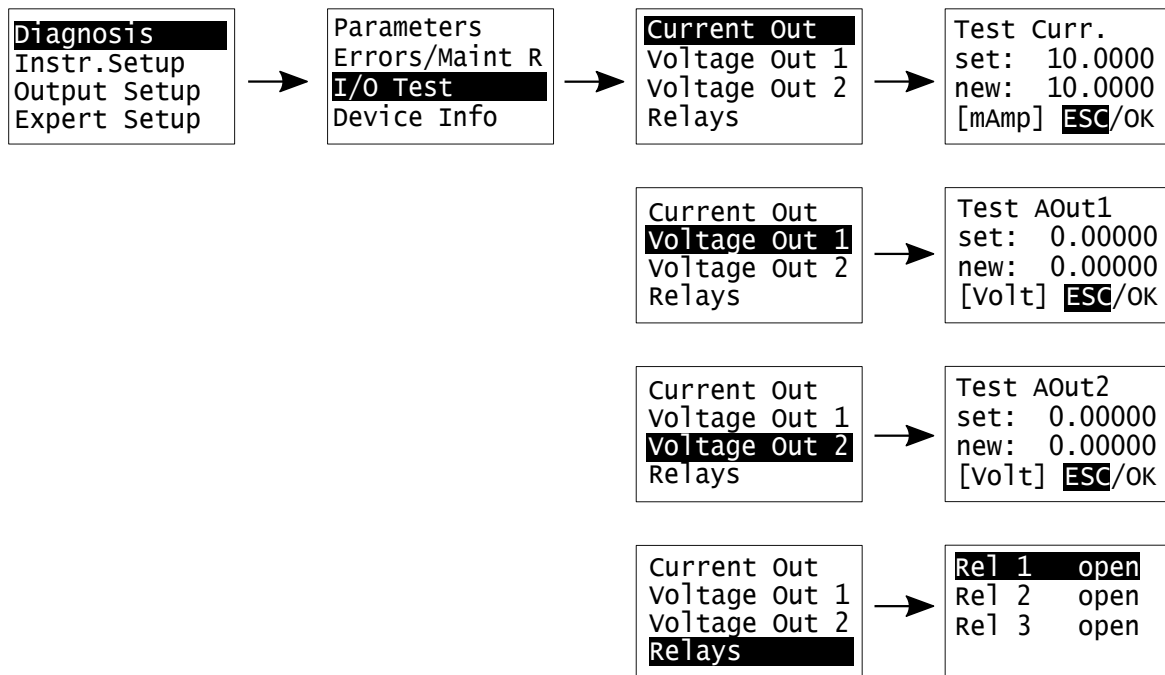 Diagnosis
Instr.Setup
Output Setup
Expert Setup
Parameters
Errors/Maint R
I/O Test
Device Info
Current Out
Voltage Out 1
Voltage Out 2
Relays
Test Curr.
set: 10.0000
new: 10.0000
[mAmp] ESC/OK
Current Out
Voltage Out 1
Voltage Out 2
Relays
Test AOut1
set: 0.00000
new: 0.00000
[Volt] ESC/OK
Current Out
Voltage Out 1
Voltage Out 2
Relays
Test AOut2
set: 0.00000
new: 0.00000
[Volt] ESC/OK
Current Out
Voltage Out 1
Voltage Out 2
Relays
Rel 1 open
Rel 2 open
Rel 3 open